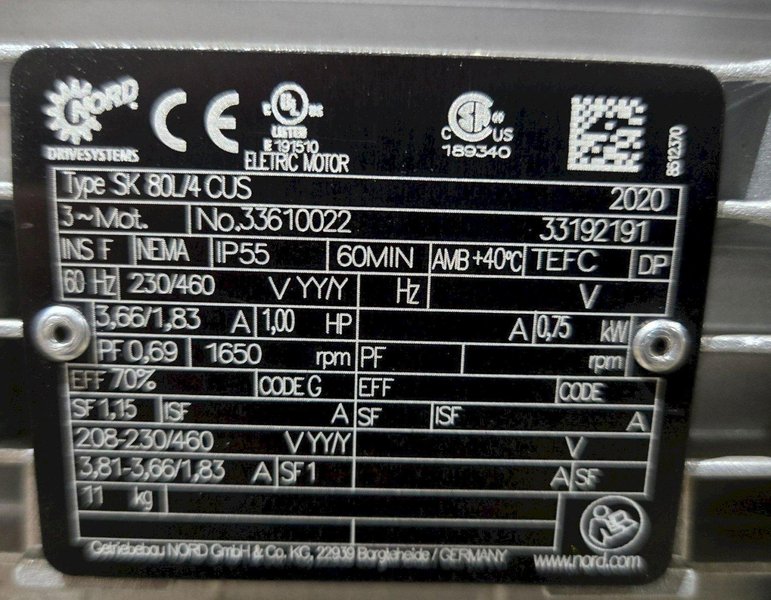 NORD
DRIVESYSTEMS
CE
C UL US
LISTED
E 191510
ELETRIC MOTOR
C US
189340
8512370
Type SK 80L/4 CUS 2020
3~Mot. No.33610022 33192191
INS F NEMA IP55 60MIN AMB +40°C TEFC DP
60 Hz 230/460 V YY/Y Hz V
3,66/1,83 A 1,00 HP A 0,75 kW
PF 0,69 1650 rpm PF rpm
EFF 70% CODE G EFF CODE
SF 1,15 ISF A SF ISF A
208-230/460 V YY/Y V
3,81-3,66/1,83 A SF 1 A SF
11 kg
Getriebebau NORD GmbH & Co. KG, 22939 Bargteheide / GERMANY www.nord.com